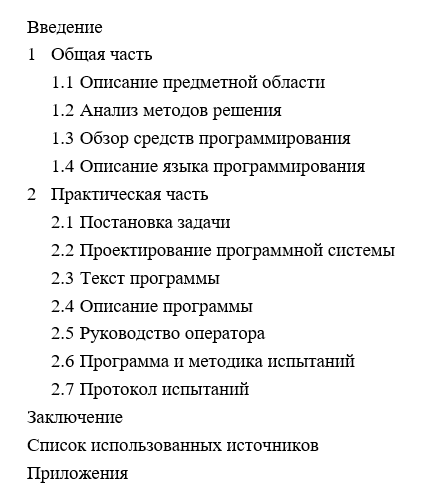 Введение
1 Общая часть
1.1 Описание предметной области
1.2 Анализ методов решения
1.3 Обзор средств программирования
1.4 Описание языка программирования
2 Практическая часть
2.1 Постановка задачи
2.2 Проектирование программной системы
2.3 Текст программы
2.4 Описание программы
2.5 Руководство оператора
2.6 Программа и методика испытаний
2.7 Протокол испытаний
Заключение
Список использованных источников
Приложения